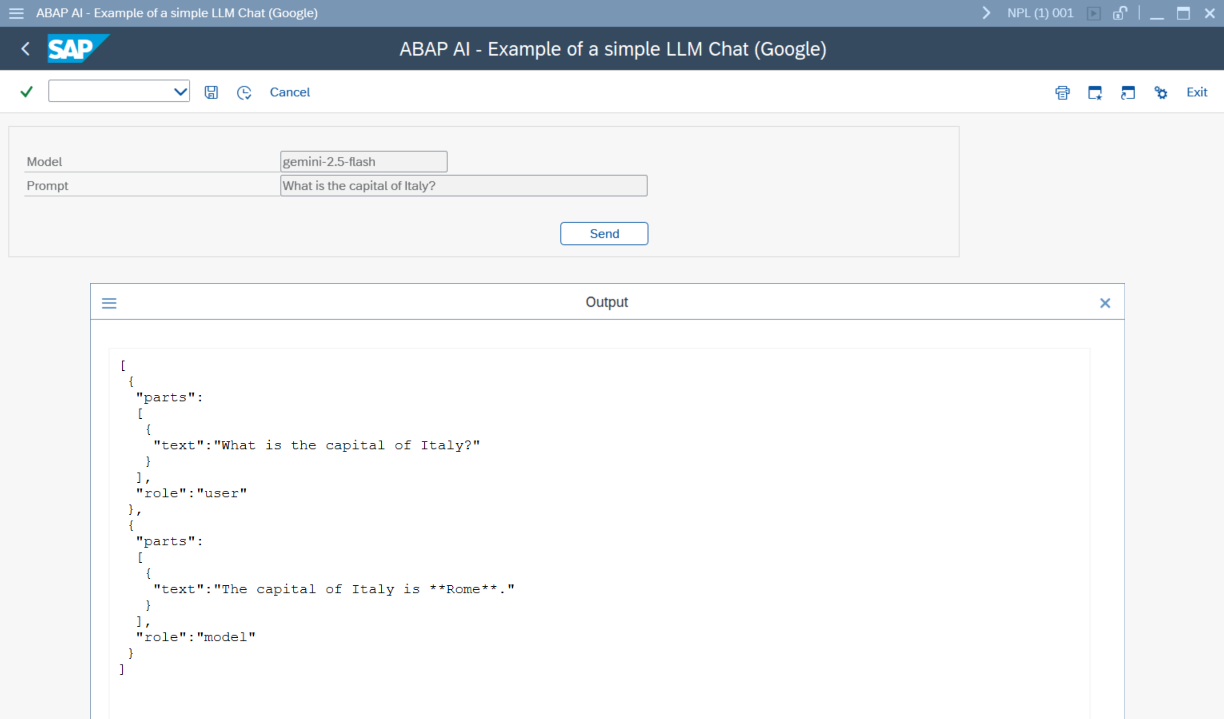 ABAP AI - Example of a simple LLM Chat (Google)
NPL (1) 001
SAP
ABAP AI - Example of a simple LLM Chat (Google)
Cancel
Exit
Model
gemini-2.5-flash
Prompt
What is the capital of Italy?
Send
Output
[
{
"parts":
[
{
"text":"What is the capital of Italy?"
}
],
"role":"user"
},
{
"parts":
[
{
"text":"The capital of Italy is **Rome**."
}
],
"role":"model"
}
]